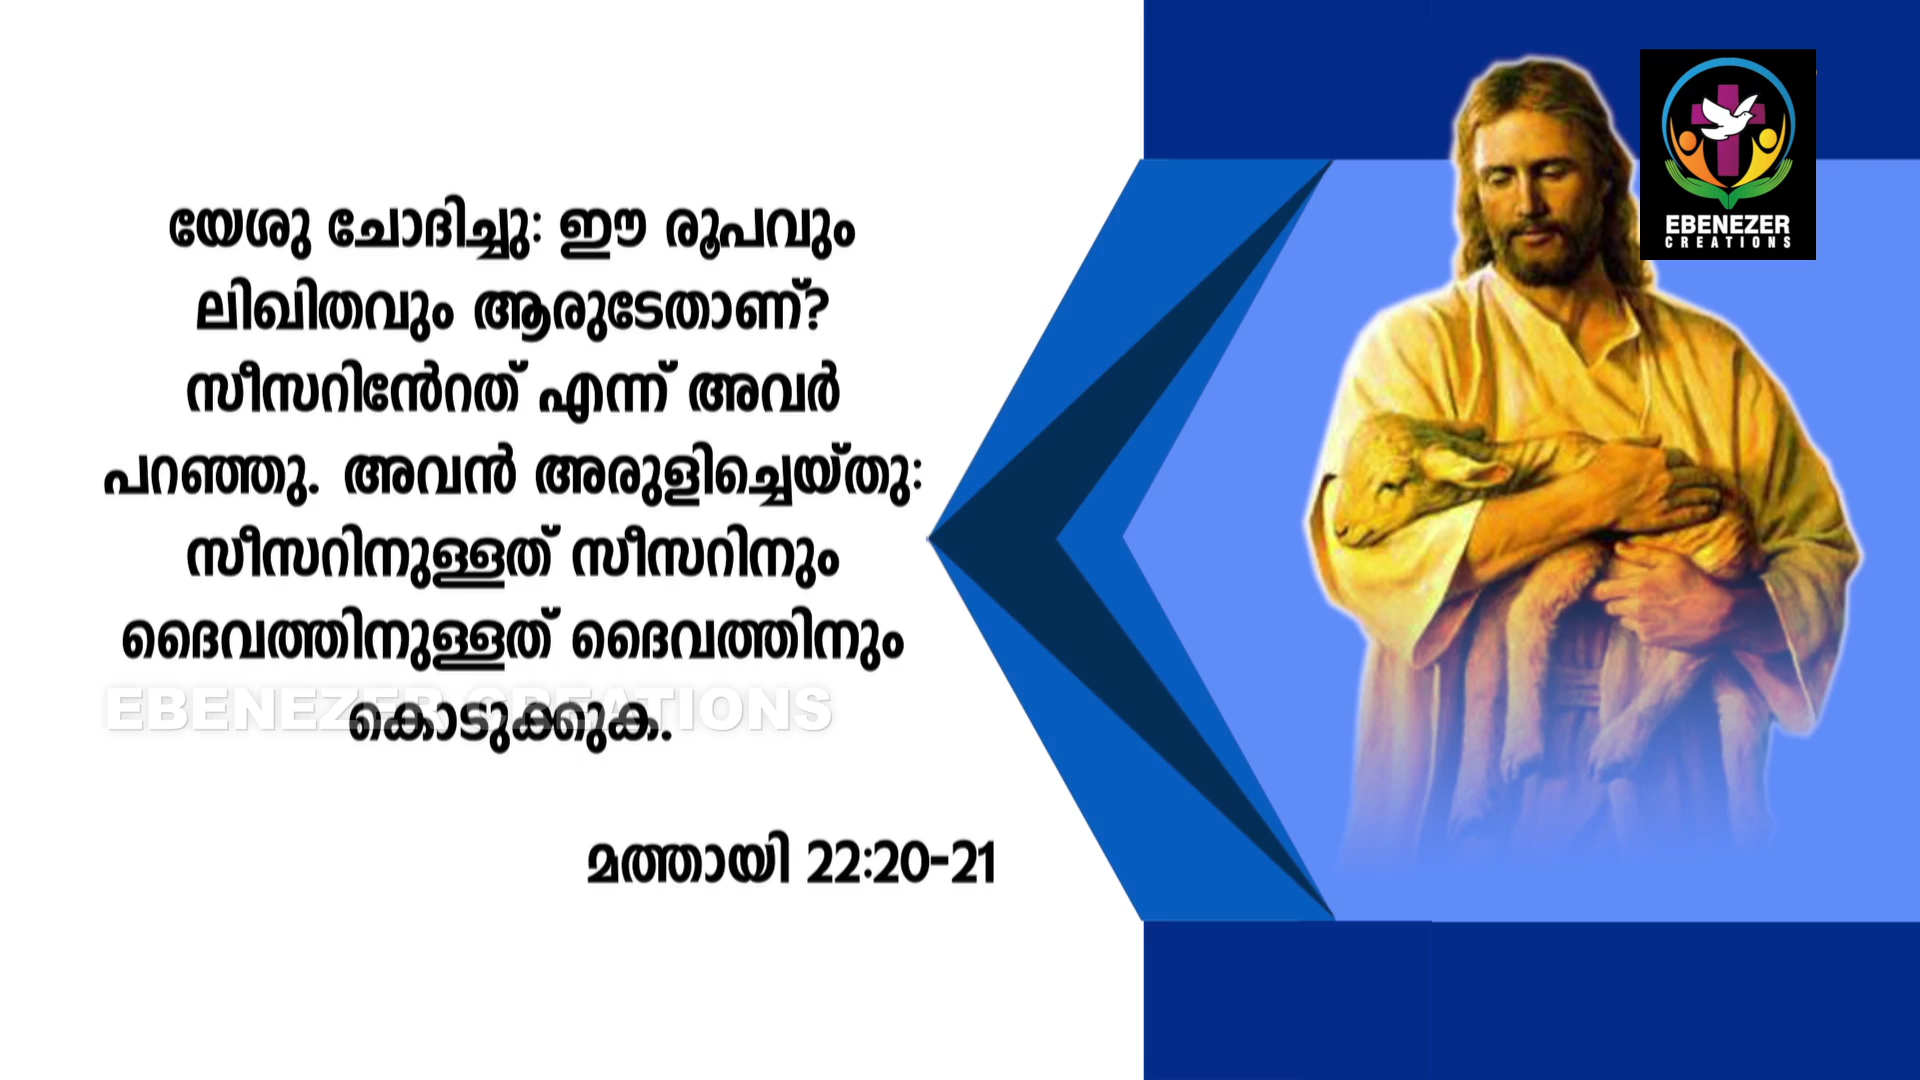 യേശു ചോദിച്ചു: ഈ രൂപവും
ലിഖിതവും ആരുടേതാണ്?
സീസറിൻേറത് എന്ന് അവർ
പറഞ്ഞു. അവൻ അരുളിച്ചെയ്തു:
സീസറിനുള്ളത് സീസറിനും
ദൈവത്തിനുള്ളത് ദൈവത്തിനും
കൊടുക്കുക.
EBENEZER CREATIONS
മത്തായി 22:20-21
EBENEZER
CREATIONS